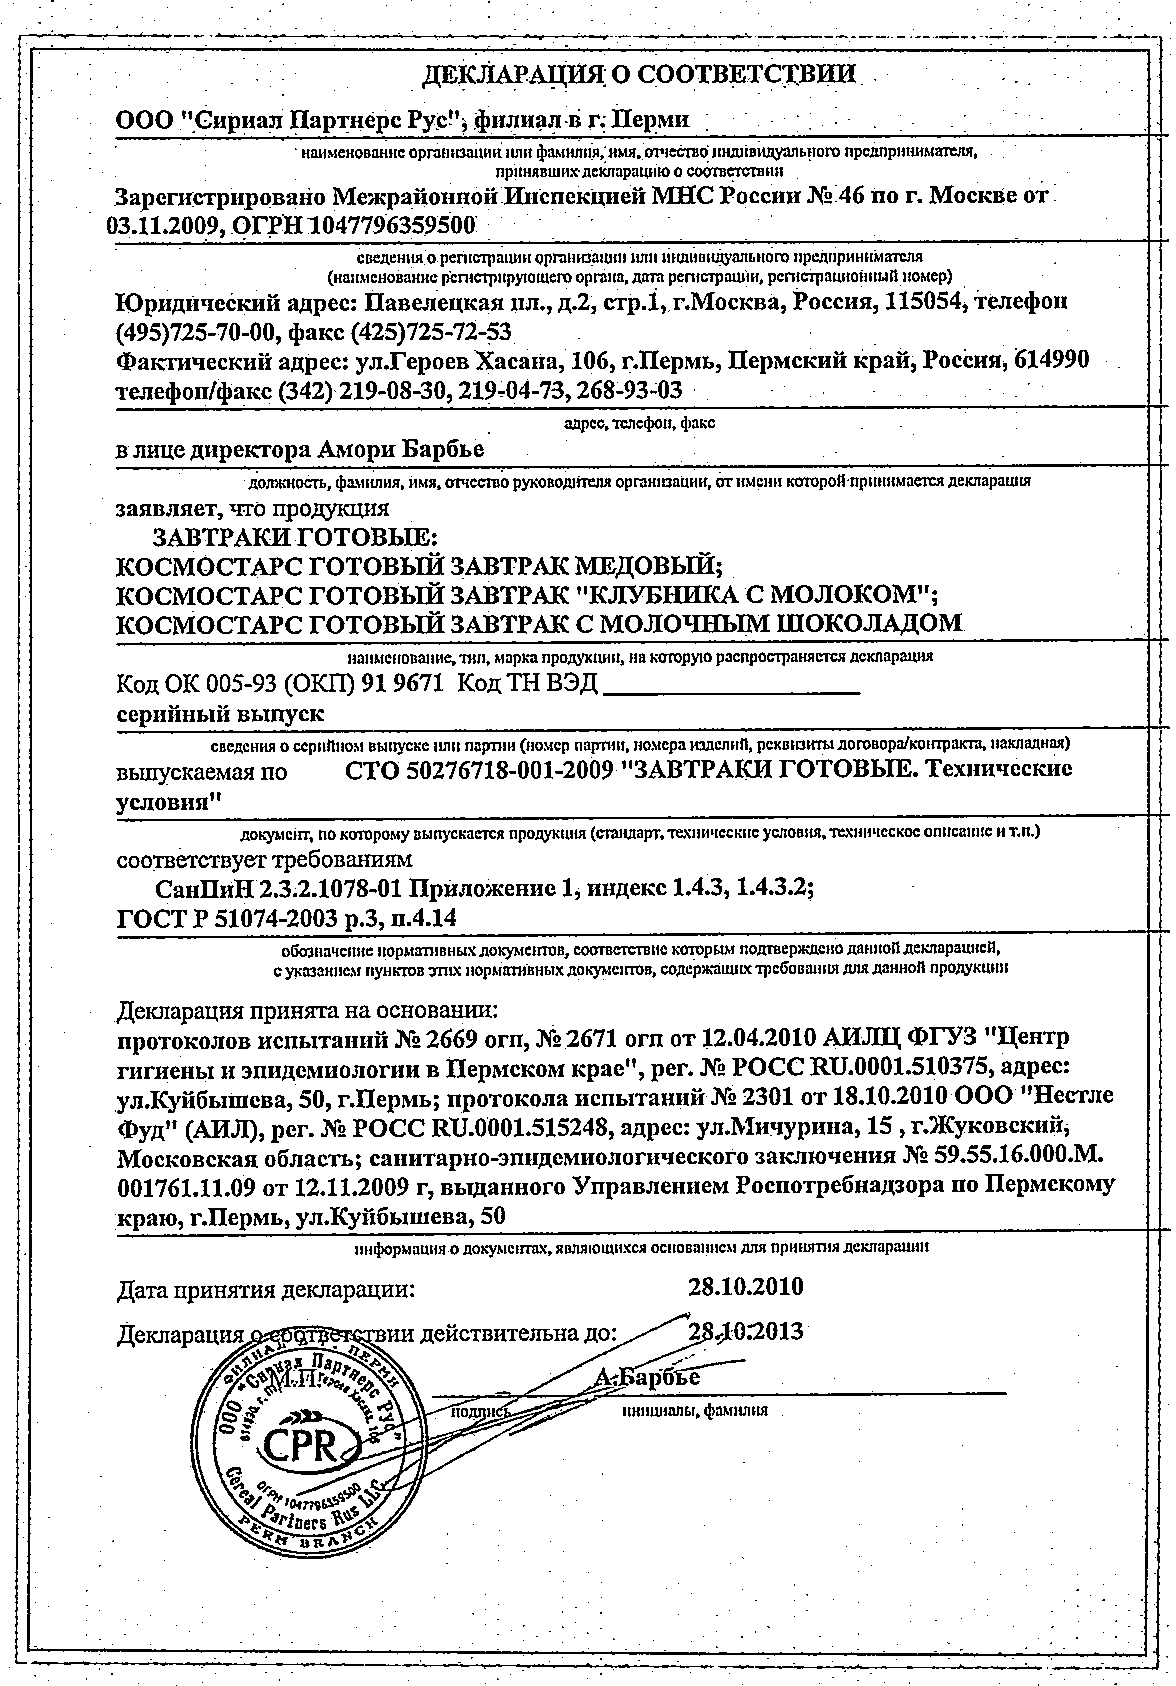 ДЕКЛАРАЦИЯ О СООТВЕТСТВИИ
ООО "Сириал Партнерс Рус", филиал в г. Перми
наименование организации или фамилия, имя, отчество индивидуального предпринимателя,
принявших декларацию о соответствии
Зарегистрировано Межрайонной Инспекцией МНС России № 46 по г. Москве от
03.11.2009, ОГРН 1047796359500
сведения о регистрации организации или индивидуального предпринимателя
(наименование регистрирующего органа, дата регистрации, регистрационный номер)
Юридический адрес: Павелецкая пл., д.2, стр.1, г.Москва, Россия, 115054, телефон
(495)725-70-00, факс (425)725-72-53
Фактический адрес: ул.Героев Хасана, 106, г.Пермь, Пермский край, Россия, 614990
телефон/факс (342) 219-08-30, 219-04-73, 268-93-03
адрес, телефон, факс
в лице директора Амори Барбье
должность, фамилия, имя, отчество руководителя организации, от имени которой принимается декларация
заявляет, что продукция
ЗАВТРАКИ ГОТОВЫЕ:
КОСМОСТАРС ГОТОВЫЙ ЗАВТРАК МЕДОВЫЙ;
КОСМОСТАРС ГОТОВЫЙ ЗАВТРАК "КЛУБНИКА С МОЛОКОМ";
КОСМОСТАРС ГОТОВЫЙ ЗАВТРАК С МОЛОЧНЫМ ШОКОЛАДОМ
наименование, тип, марка продукции, на которую распространяется декларация
Код ОК 005-93 (ОКП) 91 9671 Код ТН ВЭД
серийный выпуск
сведения о серийном выпуске или партии (номер партии, номера изделий, реквизиты договора/контракта, накладная)
выпускаемая по СТО 50276718-001-2009 "ЗАВТРАКИ ГОТОВЫЕ. Технические
условия"
документ, по которому выпускается продукция (стандарт, технические условия, техническое описание и т.п.)
соответствует требованиям
СанПиН 2.3.2.1078-01 Приложение 1, индекс 1.4.3, 1.4.3.2;
ГОСТ Р 51074-2003 р.3, п.4.14
обозначение нормативных документов, соответствие которым подтверждено данной декларацией,
с указанием пунктов этих нормативных документов, содержащих требования для данной продукции
Декларация принята на основании:
протоколов испытаний № 2669 огп, № 2671 огп от 12.04.2010 АИЛЦ ФГУЗ "Центр
гигиены и эпидемиологии в Пермском крае", рег. № РОСС RU.0001.510375, адрес:
ул.Куйбышева, 50, г.Пермь; протокола испытаний № 2301 от 18.10.2010 ООО "Нестле
Фуд" (АИЛ), рег. № РОСС RU.0001.515248, адрес: ул.Мичурина, 15 , г.Жуковский,
Московская область; санитарно-эпидемиологического заключения № 59.55.16.000.М.
001761.11.09 от 12.11.2009 г, выданного Управлением Роспотребнадзора по Пермскому
краю, г.Пермь, ул.Куйбышева, 50
информация о документах, являющихся основанием для принятия декларации
Дата принятия декларации: 28.10.2010
Декларация о соответствии действительна до: 28.10.2013
М.П.
А.Барбье
подпись
инициалы, фамилия
ФИЛИАЛ ПЕРМИ
ООО "Сириал Партнерс Рус"
CPR
ОГРН 1047796359500
Cereal Partners Rus LLC
PERM BRANCH